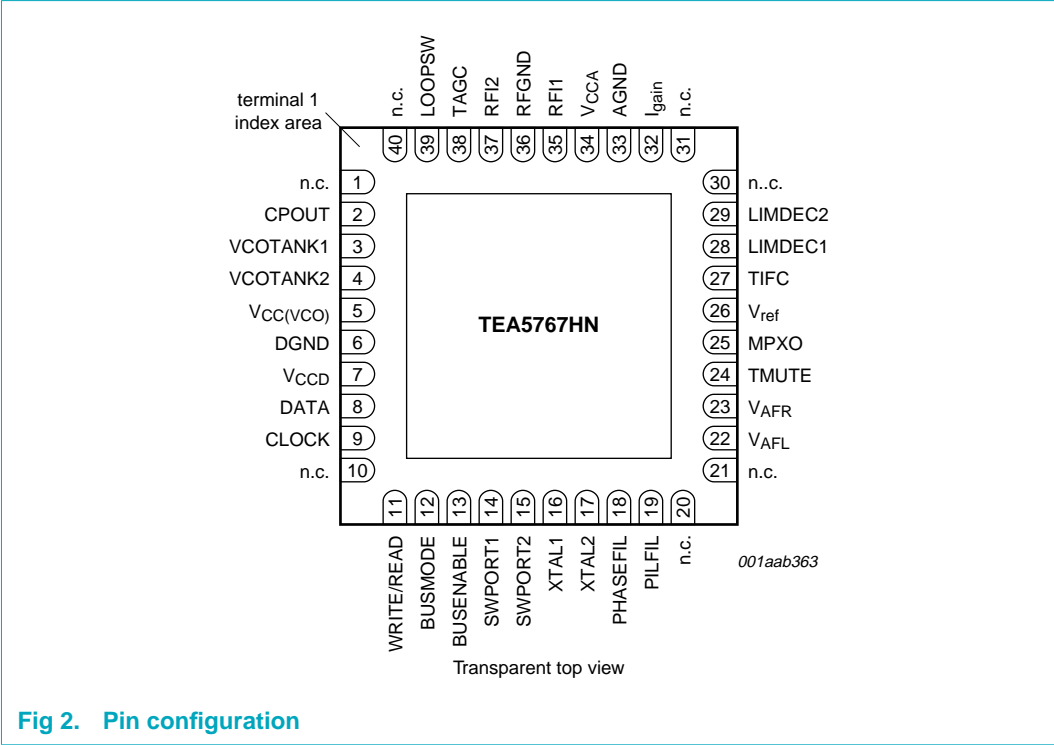 terminal 1
index area
n.c.
LOOPSW
TAGC
RFI2
RFGND
RFI1
VCCA
AGND
Igain
n.c.
40
39
38
37
36
35
34
33
32
31
n.c. 1
CPOUT 2
VCOTANK1 3
VCOTANK2 4
VCC(VCO) 5
DGND 6
VCCD 7
DATA 8
CLOCK 9
n.c. 10
TEA5767HN
30 n..c.
29 LIMDEC2
28 LIMDEC1
27 TIFC
26 Vref
25 MPXO
24 TMUTE
23 VAFR
22 VAFL
21 n.c.
11
12
13
14
15
16
17
18
19
20
WRITE/READ
BUSMODE
BUSENABLE
SWPORT1
SWPORT2
XTAL1
XTAL2
PHASEFIL
PILFIL
n.c.
001aab363
Transparent top view
Fig 2. Pin configuration